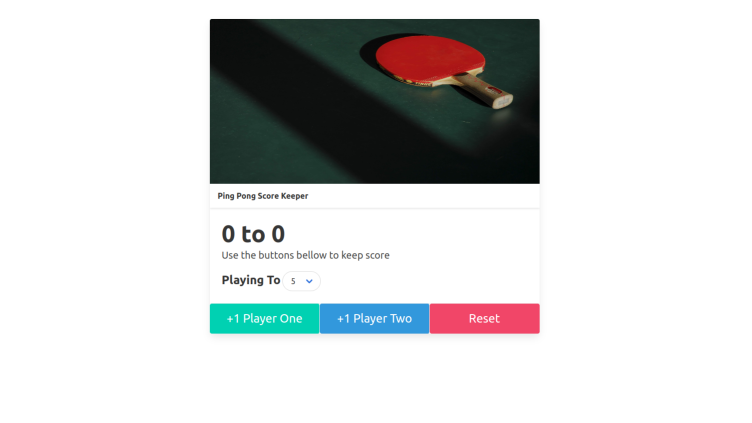 Ping Pong Score Keeper
0 to 0
Use the buttons bellow to keep score
Playing To 5
+1 Player One +1 Player Two Reset